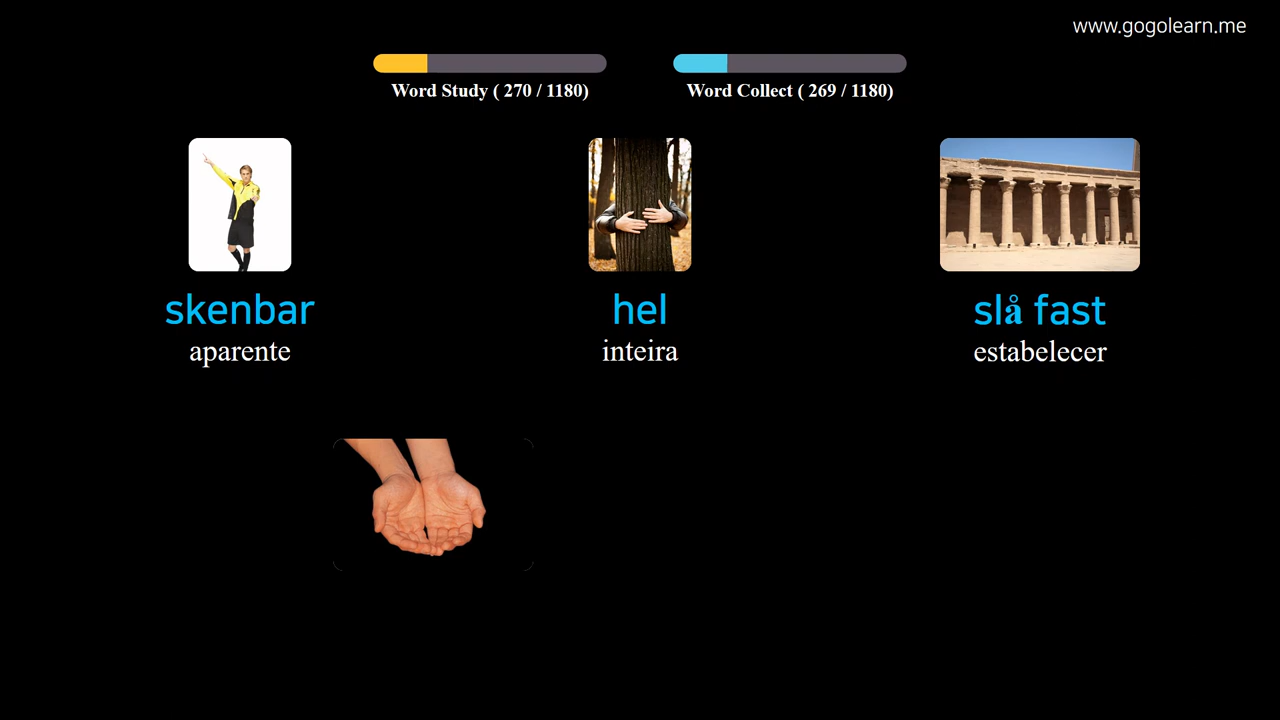 www.gogolearn.me
Word Study ( 270 / 1180)
Word Collect ( 269 / 1180)
skenbar
aparente
hel
inteira
slå fast
estabelecer